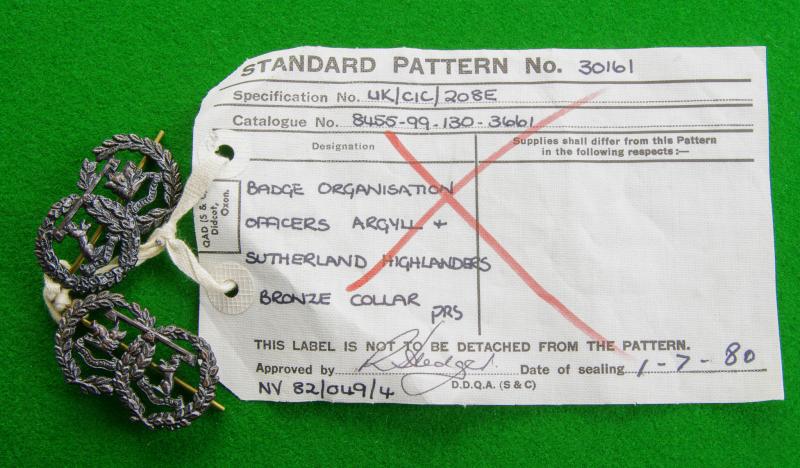 STANDARD PATTERN No. 30161
Specification No. UK/CIC/208E
Catalogue No. 8455-99-130-3661
Designation
Supplies shall differ from this Pattern
in the following respects:—
QAD (S &
Didcot,
Oxon.
BADGE ORGANISATION
OFFICERS ARGYLL +
SUTHERLAND HIGHLANDERS
BRONZE COLLAR
PRS
THIS LABEL IS NOT TO BE DETACHED FROM THE PATTERN.
Approved by Date of sealing 1-7-80
D.D.Q.A. (S & C)
NV 82/049/4